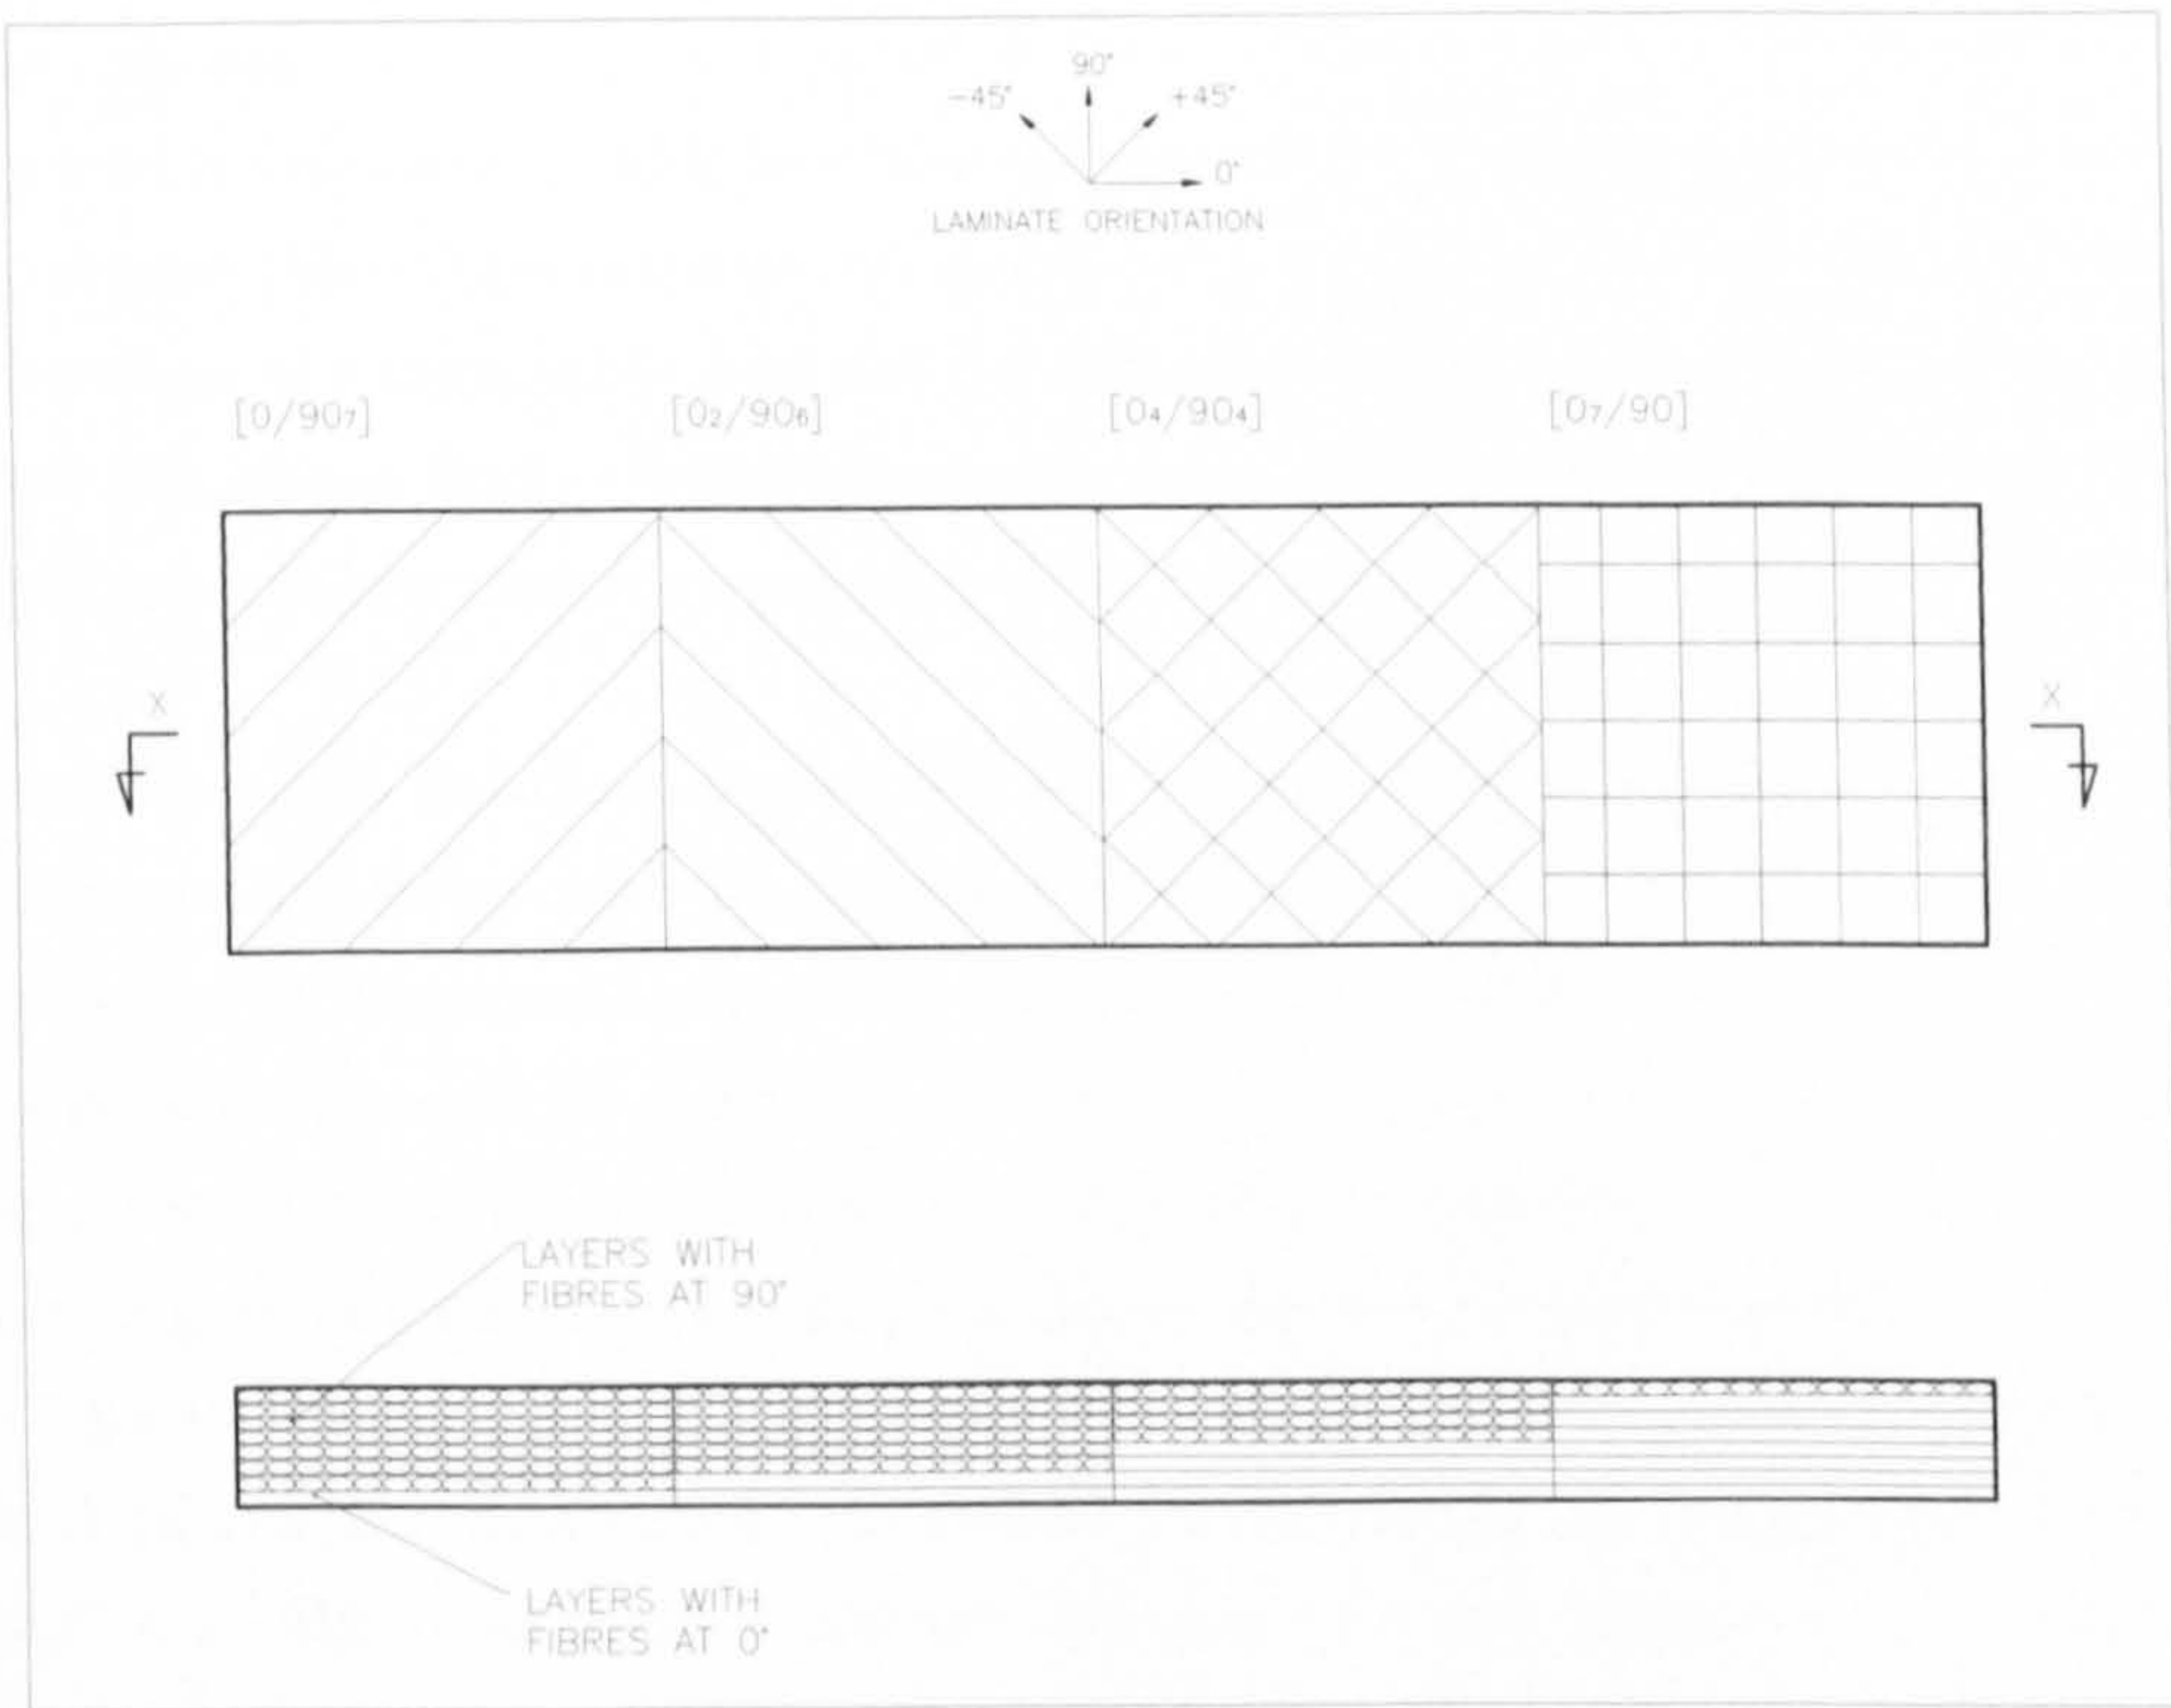 90°
-45° +45°
0°
LAMINATE ORIENTATION
[0/90₇] [0₂/90₆] [0₄/90₄] [0₇/90]
X X
LAYERS WITH
FIBRES AT 90°
LAYERS WITH
FIBRES AT 0°